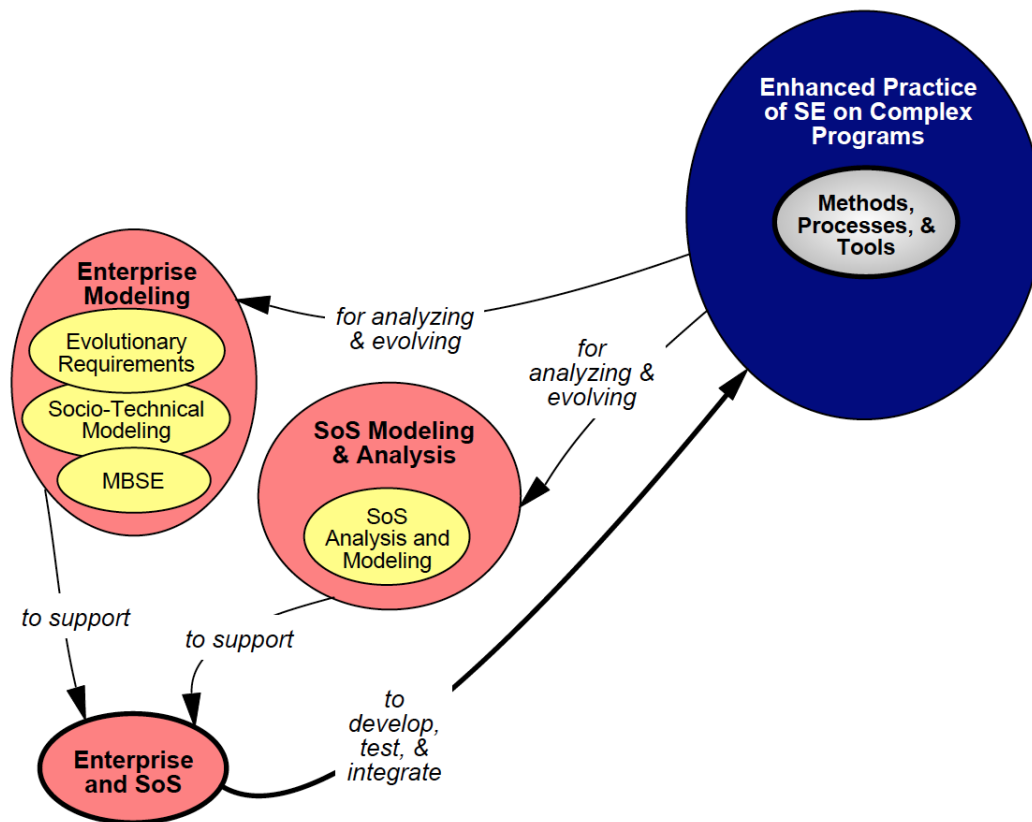 Enhanced Practice
of SE on Complex
Programs
Methods,
Processes, &
Tools
Enterprise
Modeling
Evolutionary
Requirements
Socio-Technical
Modeling
MBSE
for analyzing
& evolving
for
analyzing &
evolving
SoS Modeling
& Analysis
SoS
Analysis and
Modeling
to support
to support
to
develop,
test, &
integrate
Enterprise
and SoS